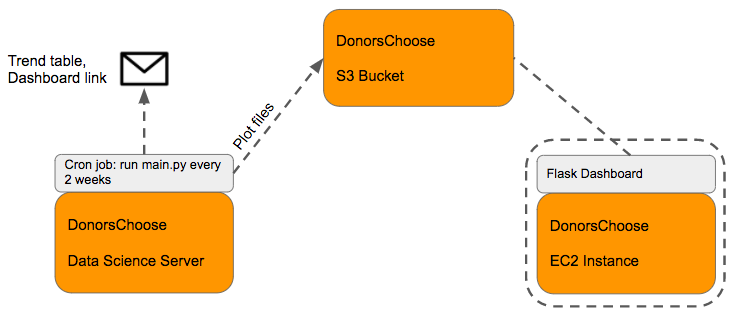 Trend table,
Dashboard link
DonorsChoose
S3 Bucket
Plot files
Cron job: run main.py every
2 weeks
DonorsChoose
Data Science Server
Flask Dashboard
DonorsChoose
EC2 Instance